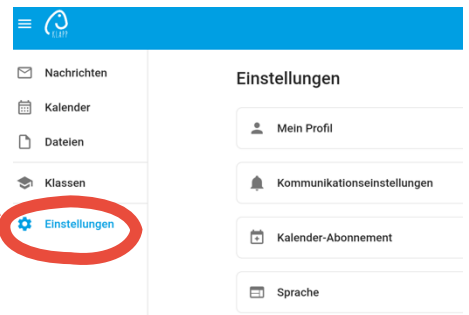 KLAPP
Nachrichten
Kalender
Dateien
Klassen
Einstellungen
Einstellungen
Mein Profil
Kommunikationseinstellungen
Kalender-Abonnement
Sprache